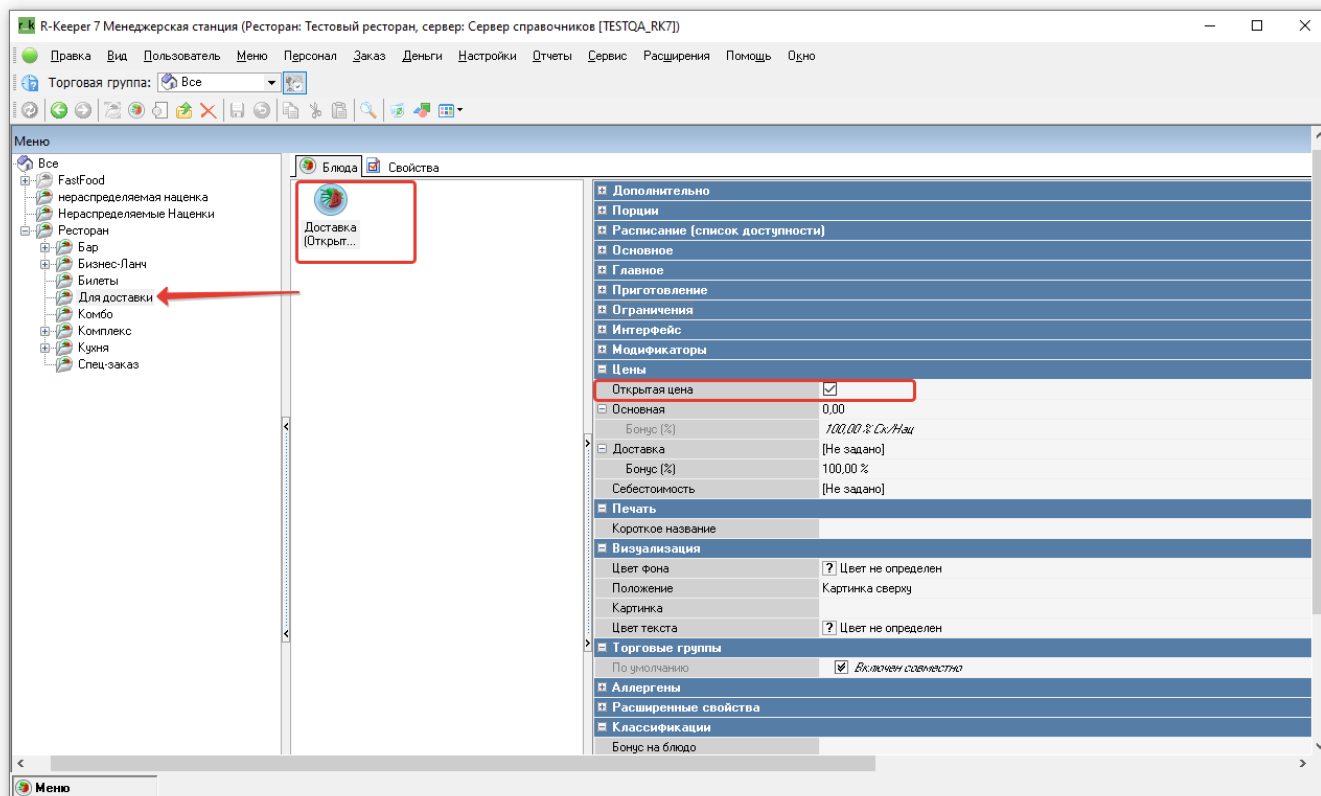 r_k R-Keeper 7 Менеджерская станция (Ресторан: Тестовый ресторан, сервер: Сервер справочников [TESTQA_RK7])
Правка Вид Пользователь Меню Персонал Заказ Деньги Настройки Отчеты Сервис Расширения Помощь Окно
Торговая группа: Все
Меню
Все
FastFood
нераспределяемая наценка
Нераспределяемые Наценки
Ресторан
Бар
Бизнес-Ланч
Билеты
Для доставки
Комбо
Комплекс
Кухня
Спец-заказ
Блюда Свойства
Доставка
(Открыт...
Дополнительно
Порции
Расписание (список доступности)
Основное
Главное
Приготовление
Ограничения
Интерфейс
Модификаторы
Цены
Открытая цена
Основная 0,00
Бонус (%) 100,00 % Ск/Нац
Доставка [Не задано]
Бонус (%) 100,00 %
Себестоимость [Не задано]
Печать
Короткое название
Визуализация
Цвет фона ? Цвет не определен
Положение Картинка сверху
Картинка
Цвет текста ? Цвет не определен
Торговые группы
По умолчанию Включен совместно
Аллергены
Расширенные свойства
Классификации
Бонус на блюдо
Меню